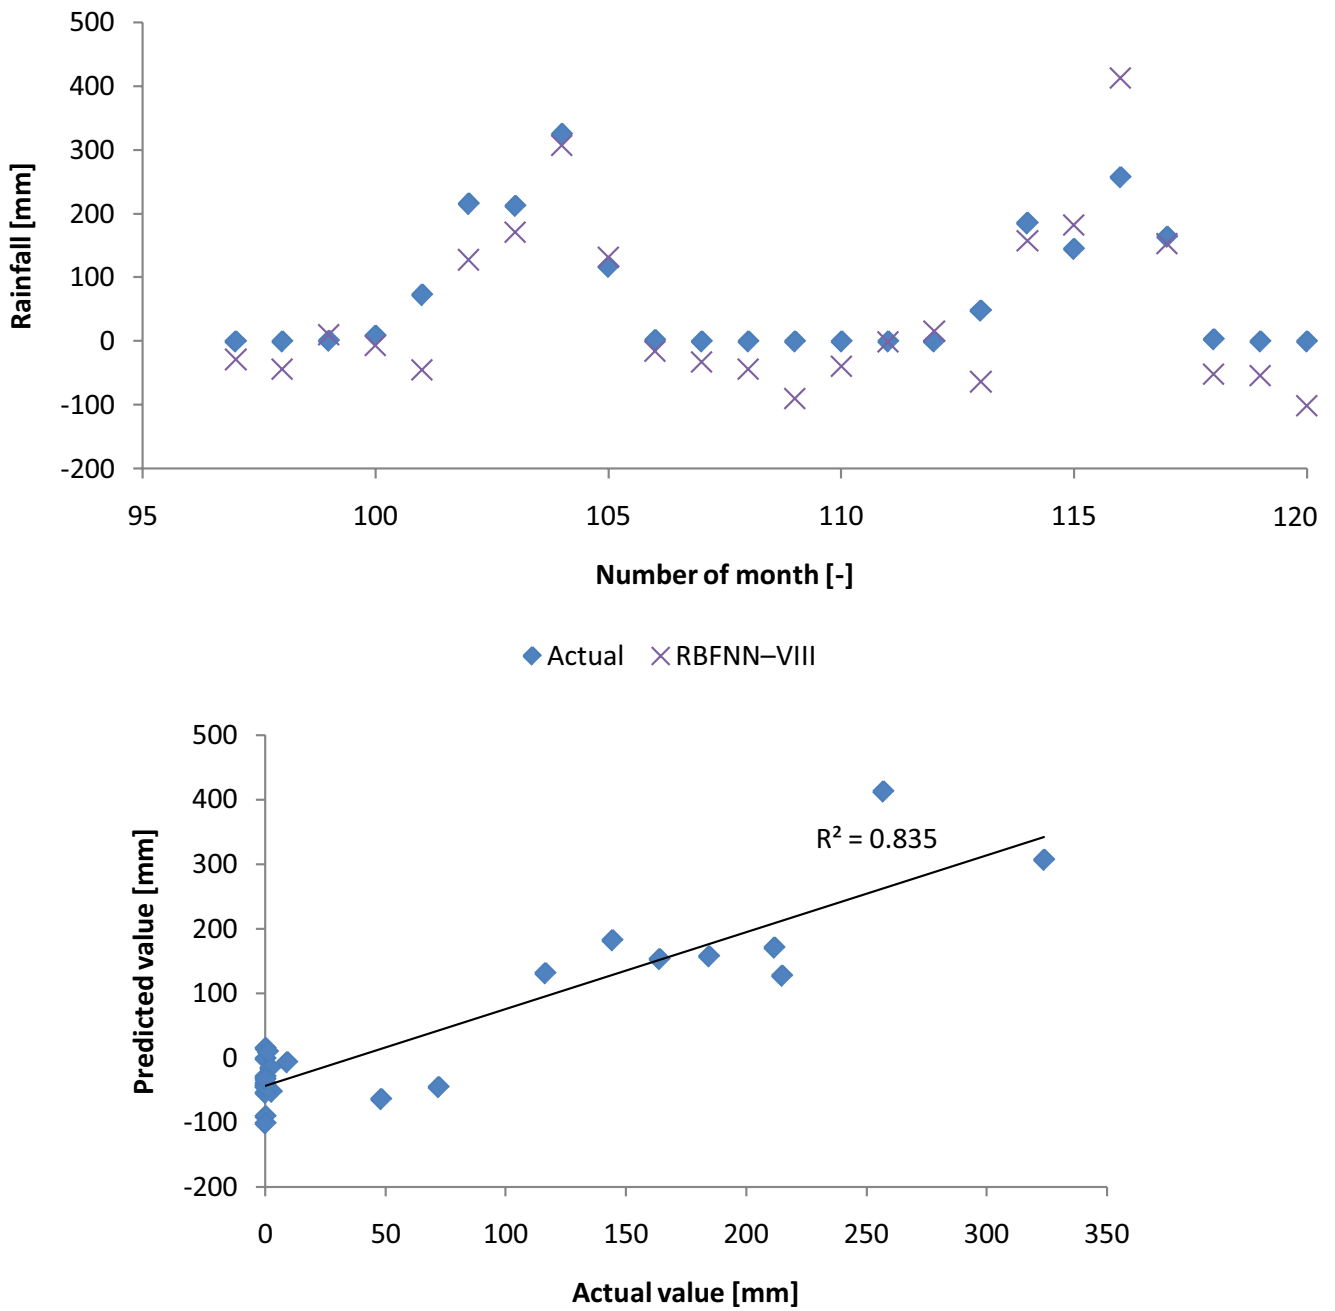 500
400
300
200
100
0
-100
-200
Rainfall [mm]
95 100 105 110 115 120
Number of month [-]
Actual RBFNN–VIII
500
400
300
200
100
0
-100
-200
Predicted value [mm]
R² = 0.835
0 50 100 150 200 250 300 350
Actual value [mm]